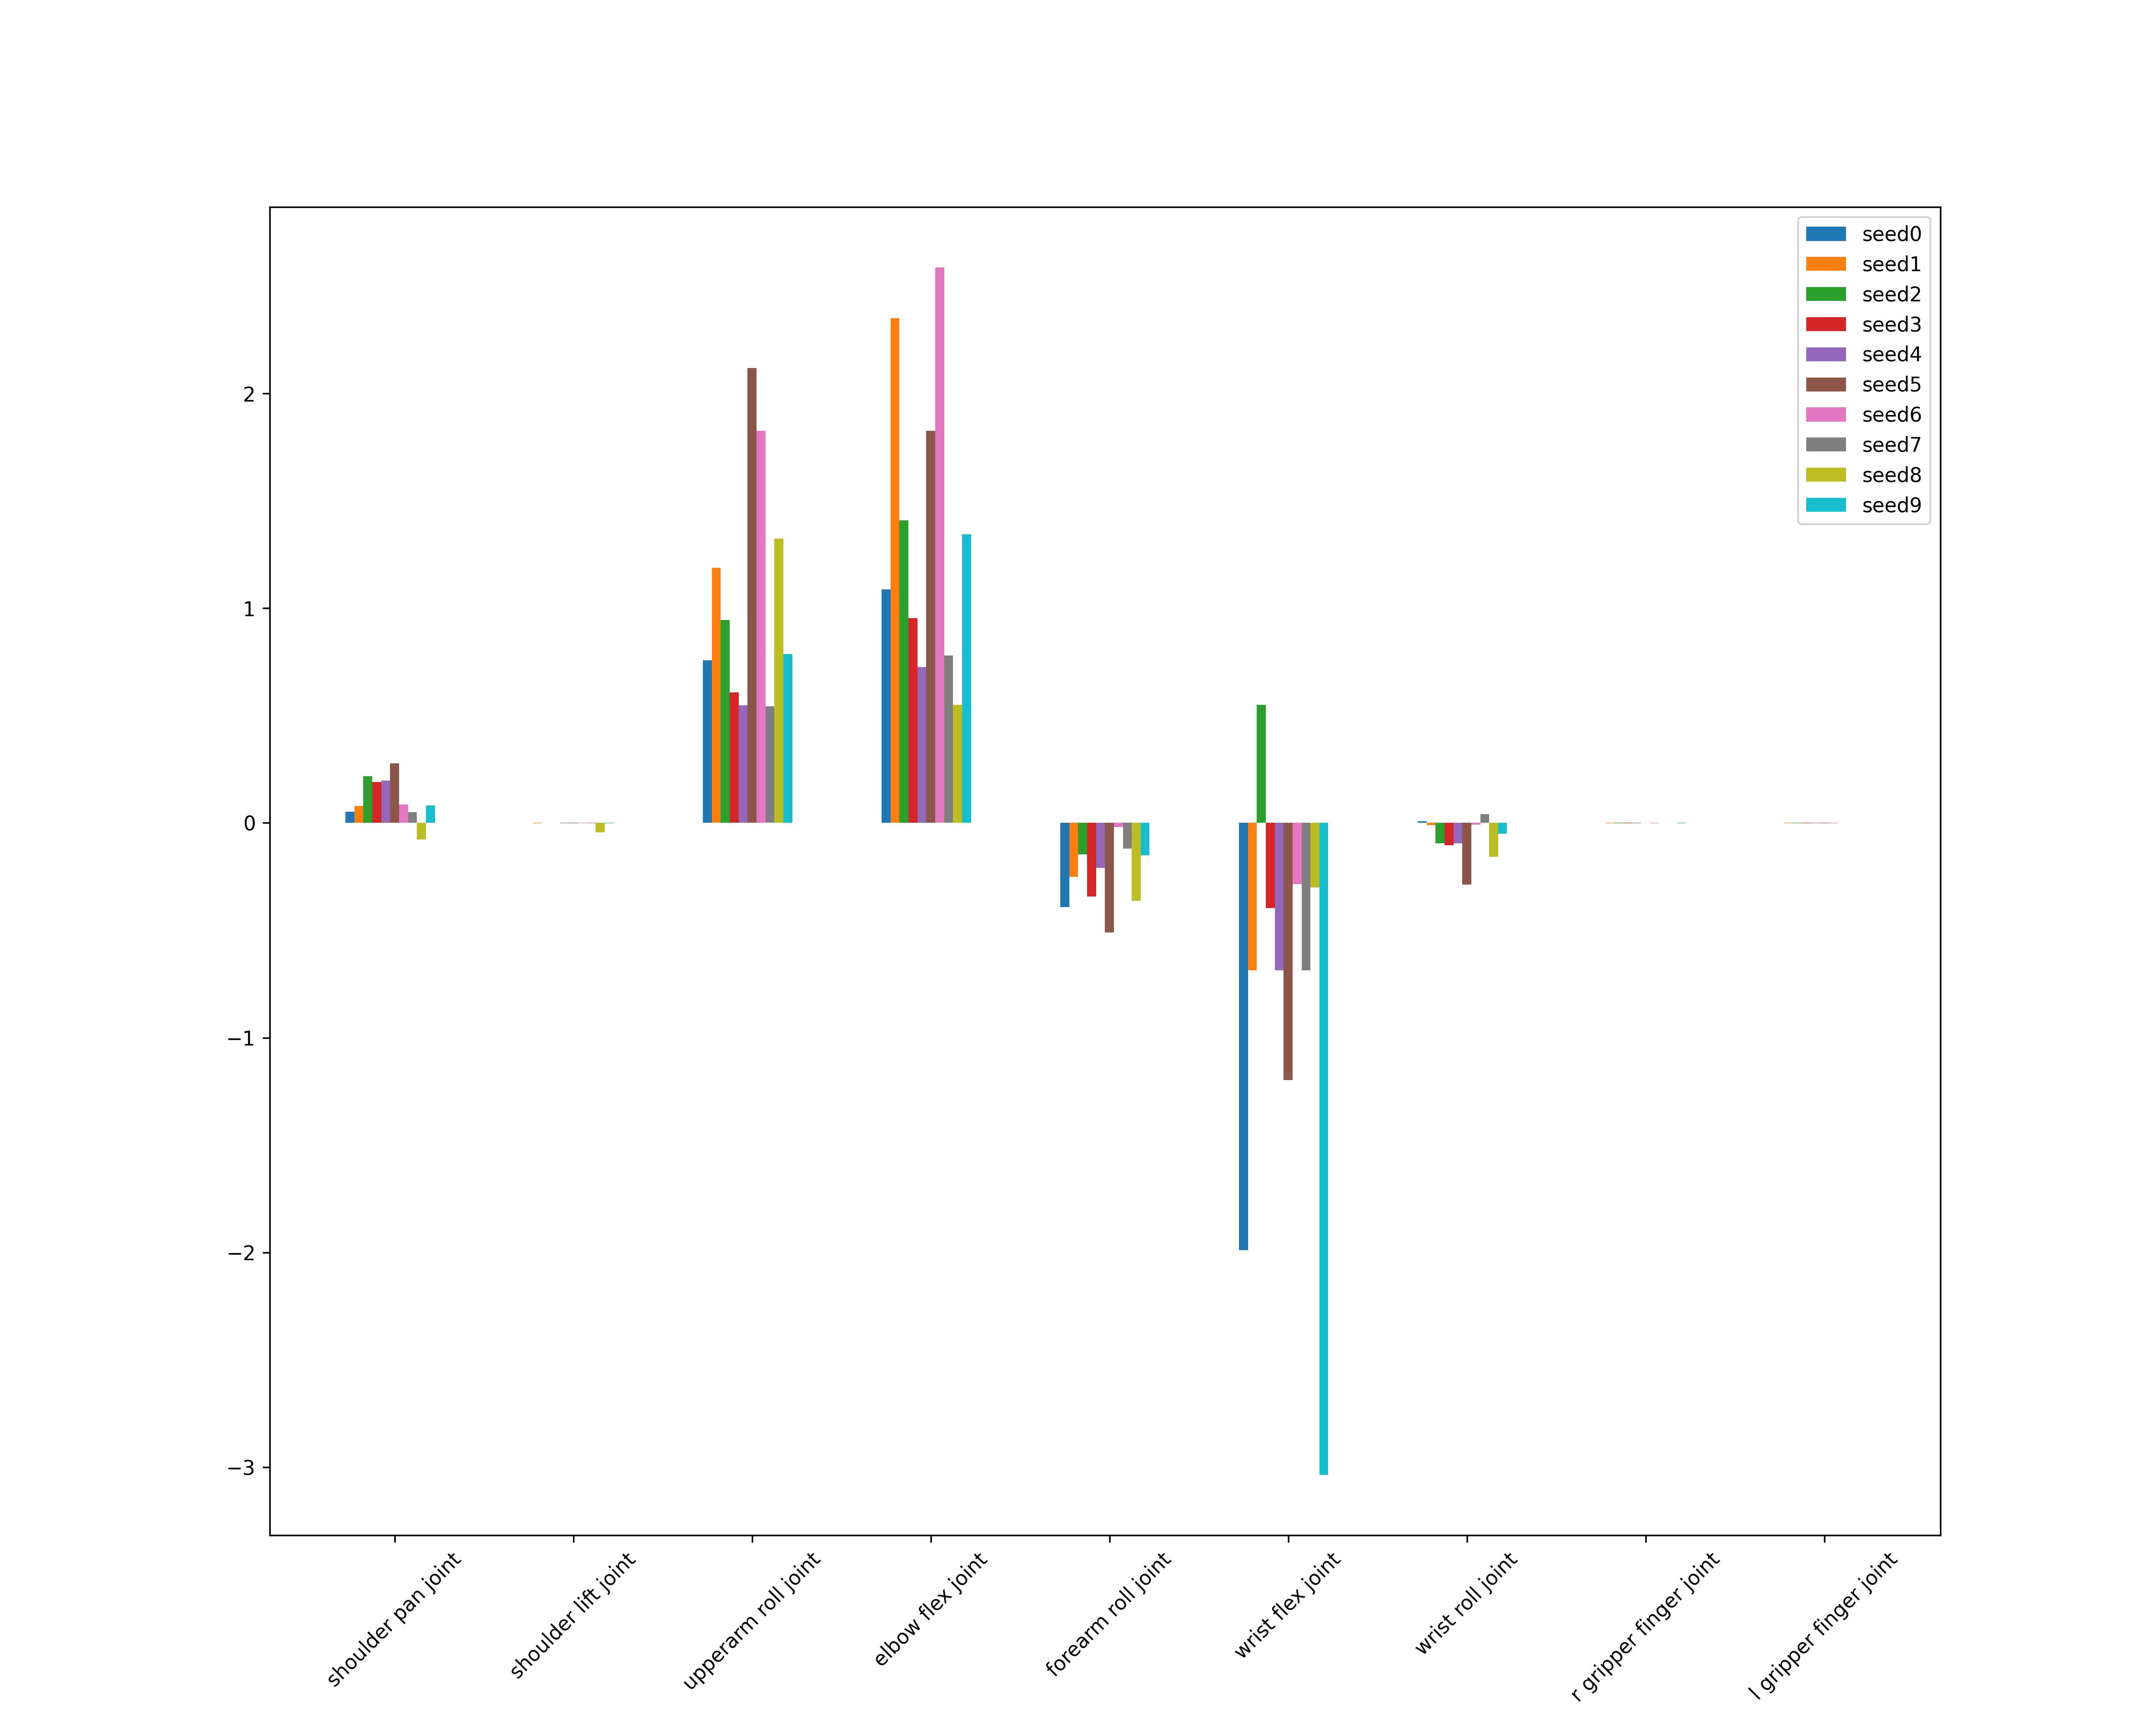 seed0
seed1
seed2
seed3
seed4
seed5
seed6
seed7
seed8
seed9
2
1
0
−1
−2
−3
shoulder pan joint
shoulder lift joint
upperarm roll joint
elbow flex joint
forearm roll joint
wrist flex joint
wrist roll joint
r gripper finger joint
l gripper finger joint